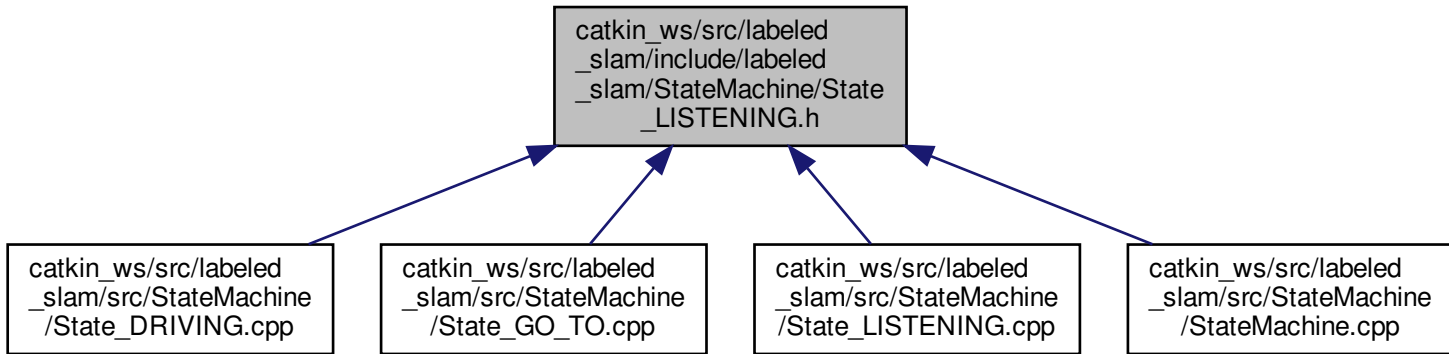 catkin_ws/src/labeled
_slam/include/labeled
_slam/StateMachine/State
_LISTENING.h
catkin_ws/src/labeled
_slam/src/StateMachine
/State_DRIVING.cpp
catkin_ws/src/labeled
_slam/src/StateMachine
/State_GO_TO.cpp
catkin_ws/src/labeled
_slam/src/StateMachine
/State_LISTENING.cpp
catkin_ws/src/labeled
_slam/src/StateMachine
/StateMachine.cpp